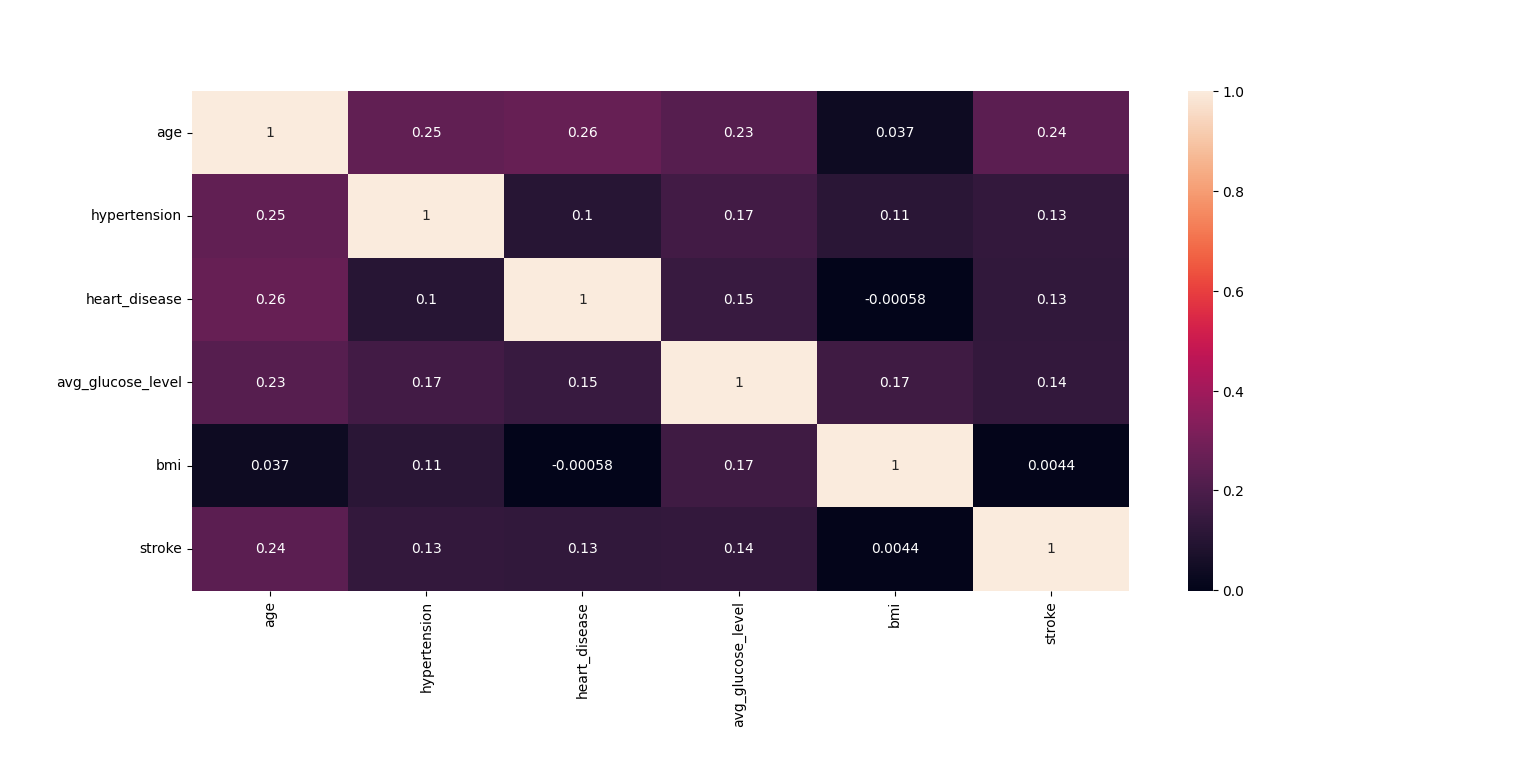 age 1 0.25 0.26 0.23 0.037 0.24 1.0
0.8
hypertension 0.25 1 0.1 0.17 0.11 0.13
heart_disease 0.26 0.1 1 0.15 -0.00058 0.13 0.6
avg_glucose_level 0.23 0.17 0.15 1 0.17 0.14 0.4
bmi 0.037 0.11 -0.00058 0.17 1 0.0044
0.2
stroke 0.24 0.13 0.13 0.14 0.0044 1
0.0
age hypertension heart_disease avg_glucose_level bmi stroke